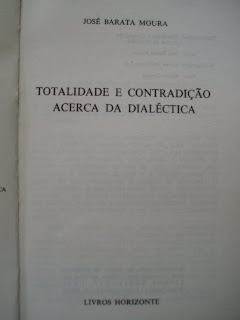 JOSÉ BARATA MOURA
TOTALIDADE E CONTRADIÇÃO
ACERCA DA DIALÉCTICA
LIVROS HORIZONTE